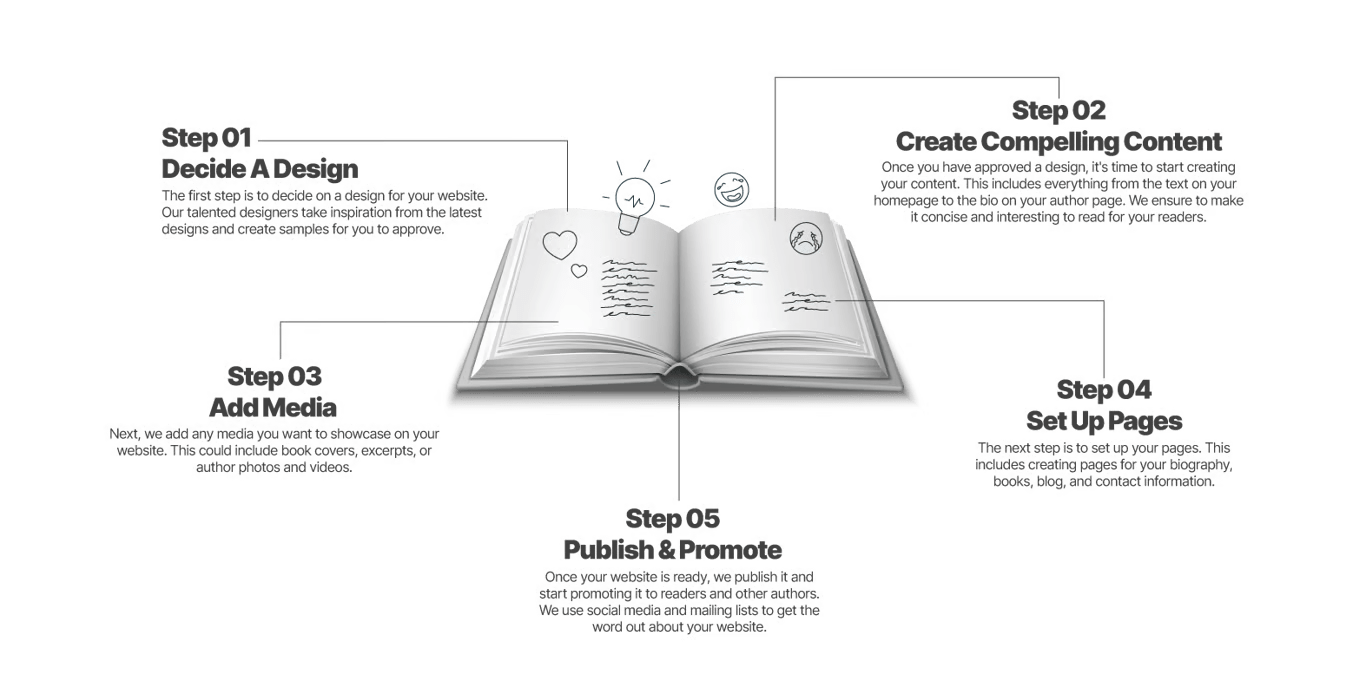 Step 01
Decide A Design
The first step is to decide on a design for your website.
Our talented designers take inspiration from the latest
designs and create samples for you to approve.
Step 02
Create Compelling Content
Once you have approved a design, it's time to start creating
your content. This includes everything from the text on your
homepage to the bio on your author page. We ensure to make
it concise and interesting to read for your readers.
Step 03
Add Media
Next, we add any media you want to showcase on your
website. This could include book covers, excerpts, or
author photos and videos.
Step 04
Set Up Pages
The next step is to set up your pages. This
includes creating pages for your biography,
books, blog, and contact information.
Step 05
Publish & Promote
Once your website is ready, we publish it and
start promoting it to readers and other authors.
We use social media and mailing lists to get the
word out about your website.